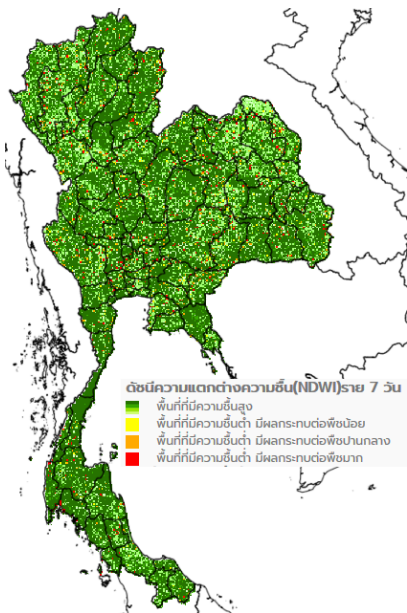 ดัชนีความแตกต่างความชื้น(NDWI)ราย 7 วัน
พื้นที่ที่มีความชื้นสูง
พื้นที่ที่มีความชื้นต่ำ มีผลกระทบต่อพืชน้อย
พื้นที่ที่มีความชื้นต่ำ มีผลกระทบต่อพืชปานกลาง
พื้นที่ที่มีความชื้นต่ำ มีผลกระทบต่อพืชมาก